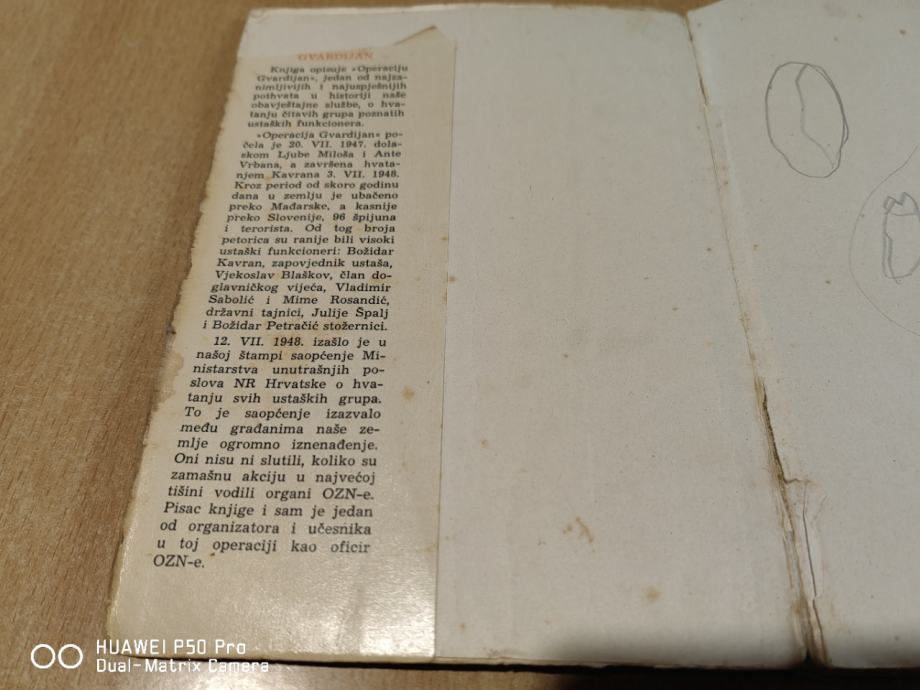 GVARDIJAN
Knjiga opisuje »Operaciju
Gvardijan«, jedan od najza-
nimljivijih i najuspješnijih
pothvata u historiji naše
obavještajne službe, o hva-
tanju čitavih grupa poznatih
ustaških funkcionera.
»Operacija Gvardijan« po-
čela je 20. VII. 1947. dola-
skom Ljube Miloša i Ante
Vrbana, a završena hvata-
njem Kavrana 3. VII. 1948.
Kroz period od skoro godinu
dana u zemlju je ubačeno
preko Mađarske, a kasnije
preko Slovenije, 96 špijuna
i terorista. Od tog broja
petorica su ranije bili visoki
ustaški funkcioneri: Božidar
Kavran, zapovjednik ustaša,
Vjekoslav Blaškov, član do-
glavničkog vijeća, Vladimir
Sabolić i Mime Rosandić,
državni tajnici, Julije Špalj
i Božidar Petračić stožernici.
12. VII. 1948. izašlo je u
našoj štampi saopćenje Mi-
nistarstva unutrašnjih po-
slova NR Hrvatske o hva-
tanju svih ustaških grupa.
To je saopćenje izazvalo
među građanima naše ze-
mlje ogromno iznenađenje.
Oni nisu ni slutili, koliko su
zamašnu akciju u najvećoj
tišini vodili organi OZN-e.
Pisac knjige i sam je jedan
od organizatora i učesnika
u toj operaciji kao oficir
OZN-e.
HUAWEI P50 Pro
Dual-Matrix Camera